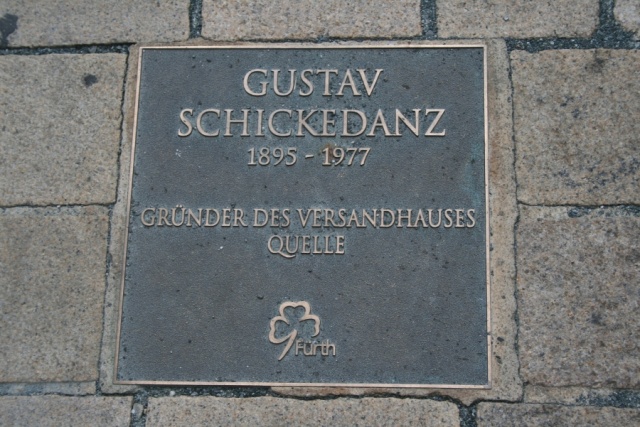 GUSTAV
SCHICKEDANZ
1895 - 1977
GRÜNDER DES VERSANDHAUSES
QUELLE
Fürth